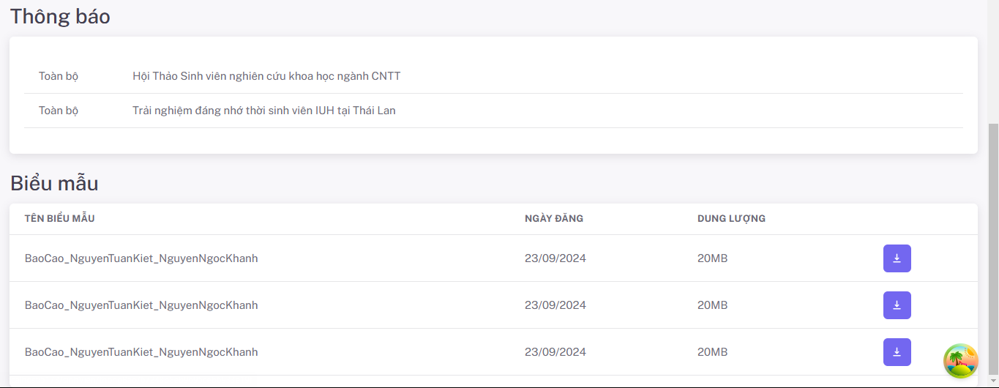 Thông báo
Toàn bộ Hội Thảo Sinh viên nghiên cứu khoa học ngành CNTT
Toàn bộ Trải nghiệm đáng nhớ thời sinh viên IUH tại Thái Lan
Biểu mẫu
TÊN BIỂU MẪU NGÀY ĐĂNG DUNG LƯỢNG
BaoCao_NguyenTuanKiet_NguyenNgocKhanh 23/09/2024 20MB
BaoCao_NguyenTuanKiet_NguyenNgocKhanh 23/09/2024 20MB
BaoCao_NguyenTuanKiet_NguyenNgocKhanh 23/09/2024 20MB